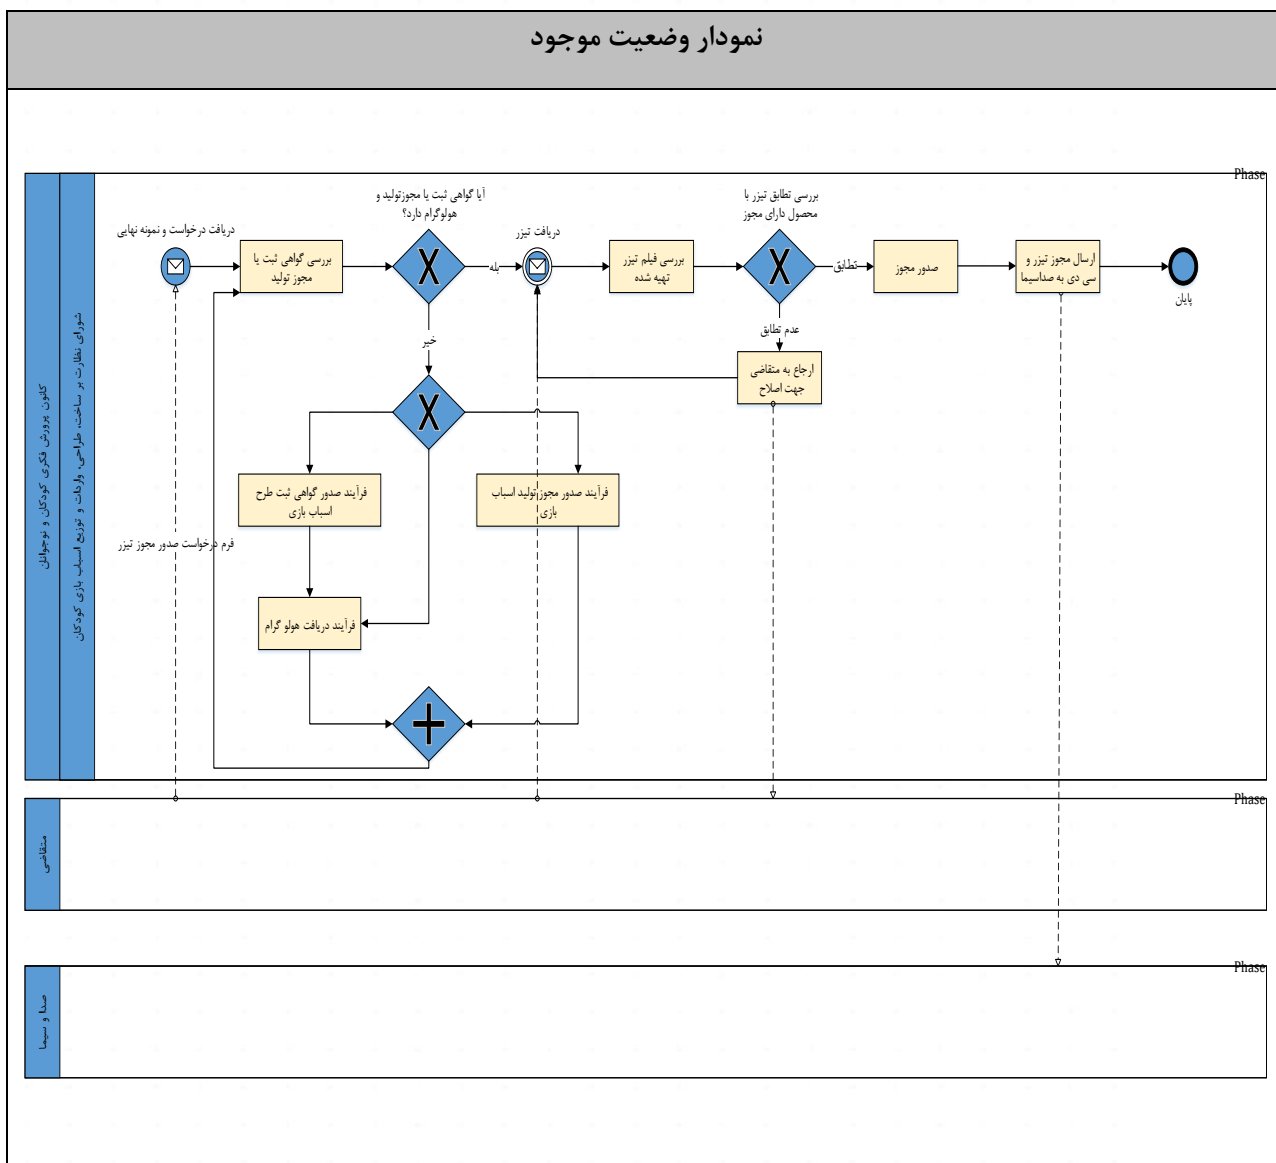 نمودار وضعیت موجود
Phase
کانون پرورش فکری کودکان و نوجوانان
شورای نظارت بر ساخت، طراحی، واردات و توزیع اسباب بازی کودکان
دریافت درخواست و نمونه نهایی
بررسی گواهی ثبت یا
مجوز تولید
آیا گواهی ثبت یا مجوزتولید و
هولوگرام دارد؟
بله
خیر
دریافت تیزر
بررسی فیلم تیزر
تهیه شده
بررسی تطابق تیزر با
محصول دارای مجوز
تطابق
عدم تطابق
صدور مجوز
ارسال مجوز تیزر و
سی دی به صداسیما
پایان
ارجاع به متقاضی
جهت اصلاح
فرآیند صدور گواهی ثبت طرح
اسباب بازی
فرآیند صدور مجوز تولید اسباب
بازی
فرم درخواست صدور مجوز تیزر
فرآیند دریافت هولو گرام
Phase
متقاضی
Phase
صدا و سیما